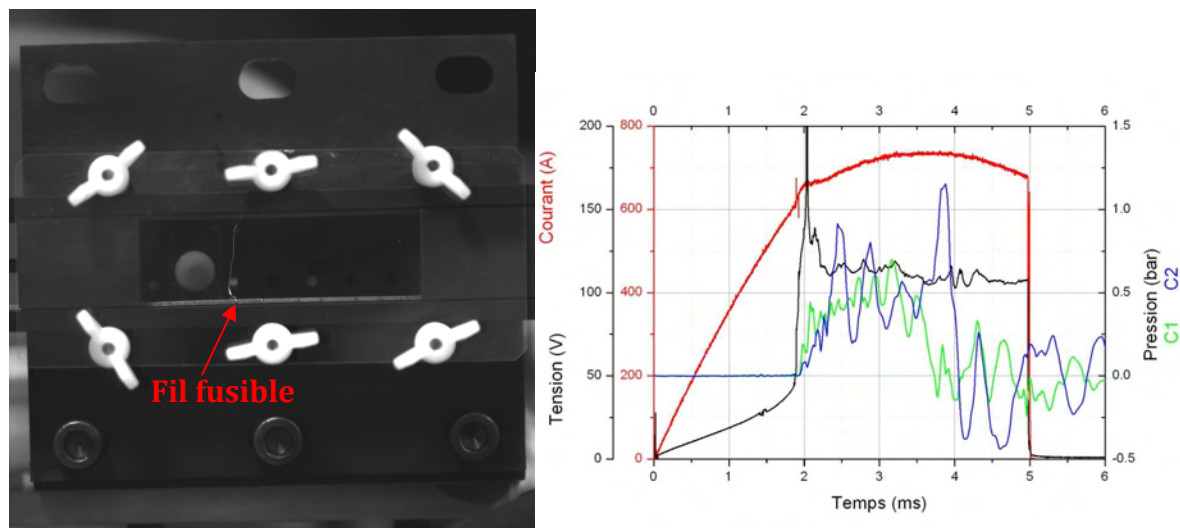 Fil fusible
0 1 2 3 4 5 6
200
150
100
50
0
Tension (V)
800
600
400
200
0
Courant (A)
1.5
1.0
0.5
0.0
-0.5
Pression (bar)
C1
C2
0 1 2 3 4 5 6
Temps (ms)